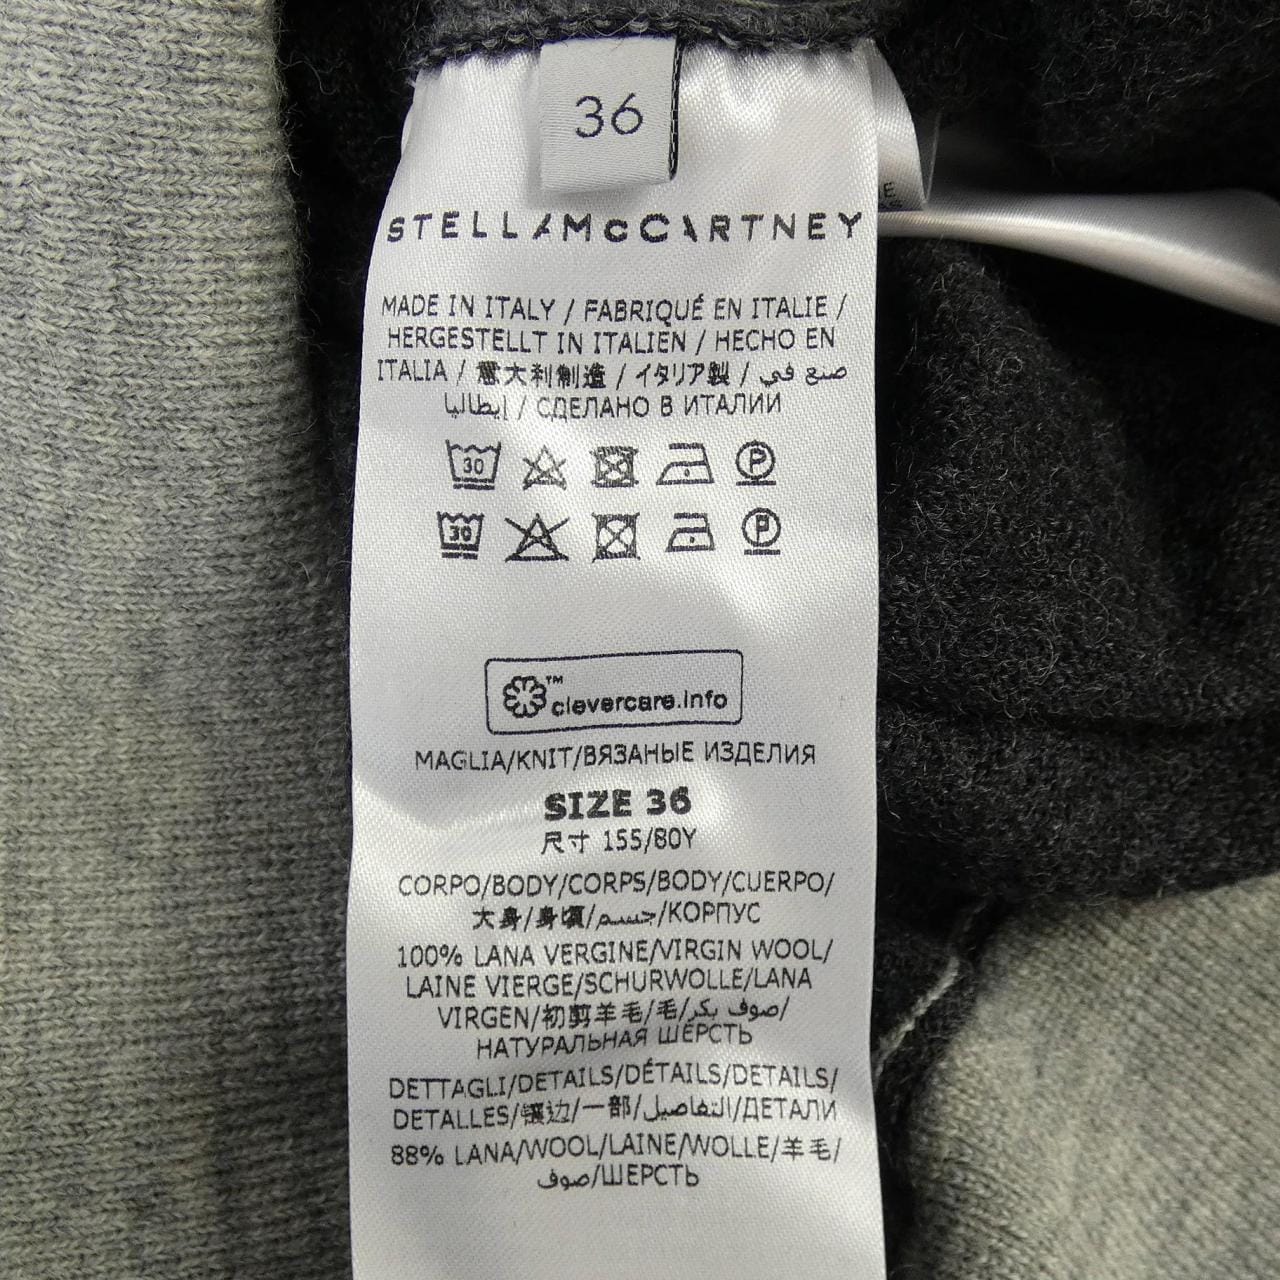 36
STELLA McCARTNEY
MADE IN ITALY / FABRIQUÉ EN ITALIE /
HERGESTELLT IN ITALIEN / HECHO EN
ITALIA / 意大利制造 / イタリア製 / صنع في
إيطاليا / СДЕЛАНО В ИТАЛИИ
30 P
30 P
™ clevercare.info
MAGLIA/KNIT/ВЯЗАНЫЕ ИЗДЕЛИЯ
SIZE 36
尺寸 155/80Y
CORPO/BODY/CORPS/BODY/CUERPO/
大身/身頃/جسم/КОРПУС
100% LANA VERGINE/VIRGIN WOOL/
LAINE VIERGE/SCHURWOLLE/LANA
VIRGEN/初剪羊毛/毛/صوف بكر/
НАТУРАЛЬНАЯ ШЕРСТЬ
DETTAGLI/DETAILS/DÉTAILS/DETAILS/
DETALLES/镶边/一部/التفاصيل/ДЕТАЛИ
88% LANA/WOOL/LAINE/WOLLE/羊毛/
صوف/ШЕРСТЬ